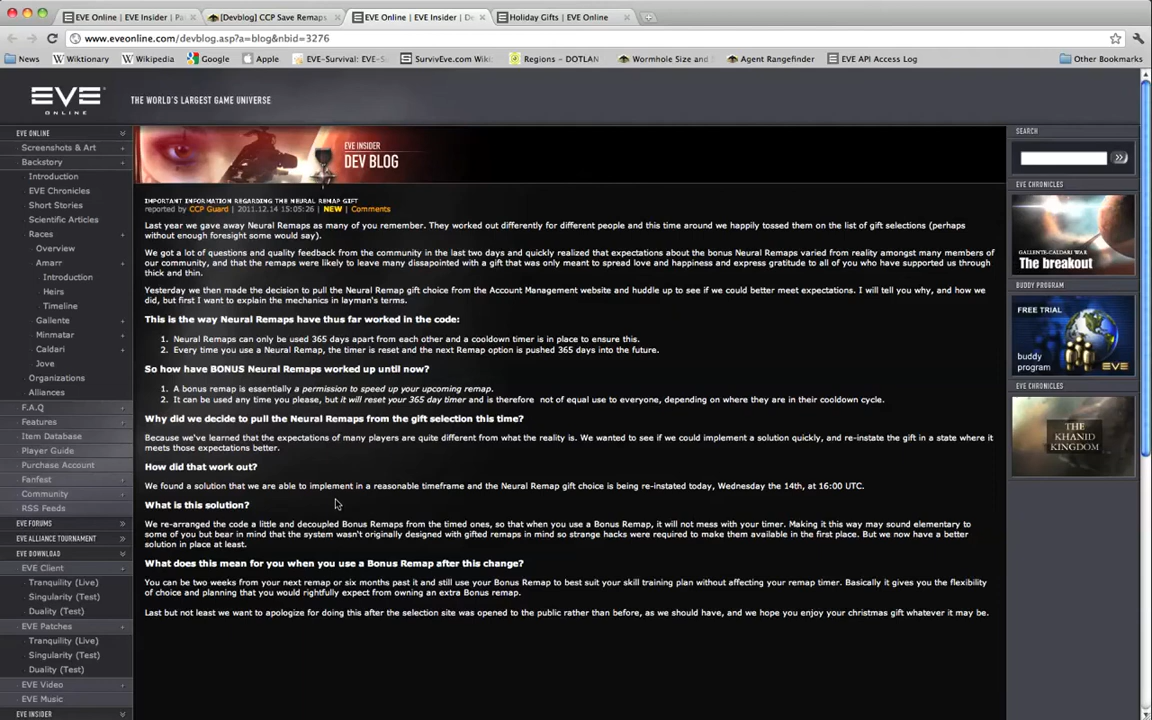 EVE Online | EVE Insider | Pa
[Devblog] CCP Save Remaps
EVE Online | EVE Insider | De
Holiday Gifts | EVE Online
www.eveonline.com/devblog.asp?a=blog&nbid=3276
News
Wiktionary
Wikipedia
Google
Apple
EVE-Survival: EVE-S
SurvivEve.com Wik
Regions - DOTLAN
Wormhole Size and
Agent Rangefinder
EVE API Access Log
Other Bookmarks
EVE
ONLINE
THE WORLD'S LARGEST GAME UNIVERSE
EVE ONLINE
Screenshots & Art
Backstory
Introduction
EVE Chronicles
Short Stories
Scientific Articles
Races
Overview
Amarr
Introduction
Heirs
Timeline
Gallente
Minmatar
Caldari
Jove
Organizations
Alliances
F.A.Q
Features
Item Database
Player Guide
Purchase Account
Fanfest
Community
RSS Feeds
EVE FORUMS
EVE ALLIANCE TOURNAMENT
EVE DOWNLOAD
EVE Client
Tranquility (Live)
Singularity (Test)
Duality (Test)
EVE Patches
Tranquility (Live)
Singularity (Test)
Duality (Test)
EVE Video
EVE Music
EVE INSIDER
EVE INSIDER
DEV BLOG
IMPORTANT INFORMATION REGARDING THE NEURAL REMAP GIFT
reported by CCP Guard | 2011.12.14 15:05:26 | NEW | Comments
Last year we gave away Neural Remaps as many of you remember. They worked out differently for different people and this time around we happily tossed them on the list of gift selections (perhaps
without enough foresight some would say).
We got a lot of questions and quality feedback from the community in the last two days and quickly realized that expectations about the bonus Neural Remaps varied from reality amongst many members of
our community, and that the remaps were likely to leave many dissapointed with a gift that was only meant to spread love and happiness and express gratitude to all of you who have supported us through
thick and thin.
Yesterday we then made the decision to pull the Neural Remap gift choice from the Account Management website and huddle up to see if we could better meet expectations. I will tell you why, and how we
did, but first I want to explain the mechanics in layman's terms.
This is the way Neural Remaps have thus far worked in the code:
1. Neural Remaps can only be used 365 days apart from each other and a cooldown timer is in place to ensure this.
2. Every time you use a Neural Remap, the timer is reset and the next Remap option is pushed 365 days into the future.
So how have BONUS Neural Remaps worked up until now?
1. A bonus remap is essentially a permission to speed up your upcoming remap.
2. It can be used any time you please, but it will reset your 365 day timer and is therefore not of equal use to everyone, depending on where they are in their cooldown cycle.
Why did we decide to pull the Neural Remaps from the gift selection this time?
Because we've learned that the expectations of many players are quite different from what the reality is. We wanted to see if we could implement a solution quickly, and re-instate the gift in a state where it
meets those expectations better.
How did that work out?
We found a solution that we are able to implement in a reasonable timeframe and the Neural Remap gift choice is being re-instated today, Wednesday the 14th, at 16:00 UTC.
What is this solution?
We re-arranged the code a little and decoupled Bonus Remaps from the timed ones, so that when you use a Bonus Remap, it will not mess with your timer. Making it this way may sound elementary to
some of you but bear in mind that the system wasn't originally designed with gifted remaps in mind so strange hacks were required to make them available in the first place. But we now have a better
solution in place at least.
What does this mean for you when you use a Bonus Remap after this change?
You can be two weeks from your next remap or six months past it and still use your Bonus Remap to best suit your skill training plan without affecting your remap timer. Basically it gives you the flexibility
of choice and planning that you would rightfully expect from owning an extra Bonus remap.
Last but not least we want to apologize for doing this after the selection site was opened to the public rather than before, as we should have, and we hope you enjoy your christmas gift whatever it may be.
SEARCH
EVE CHRONICLES
GALLENTE-CALDARI WAR
The breakout
BUDDY PROGRAM
FREE TRIAL
buddy
program
EVE
EVE CHRONICLES
THE
KHANID
KINGDOM